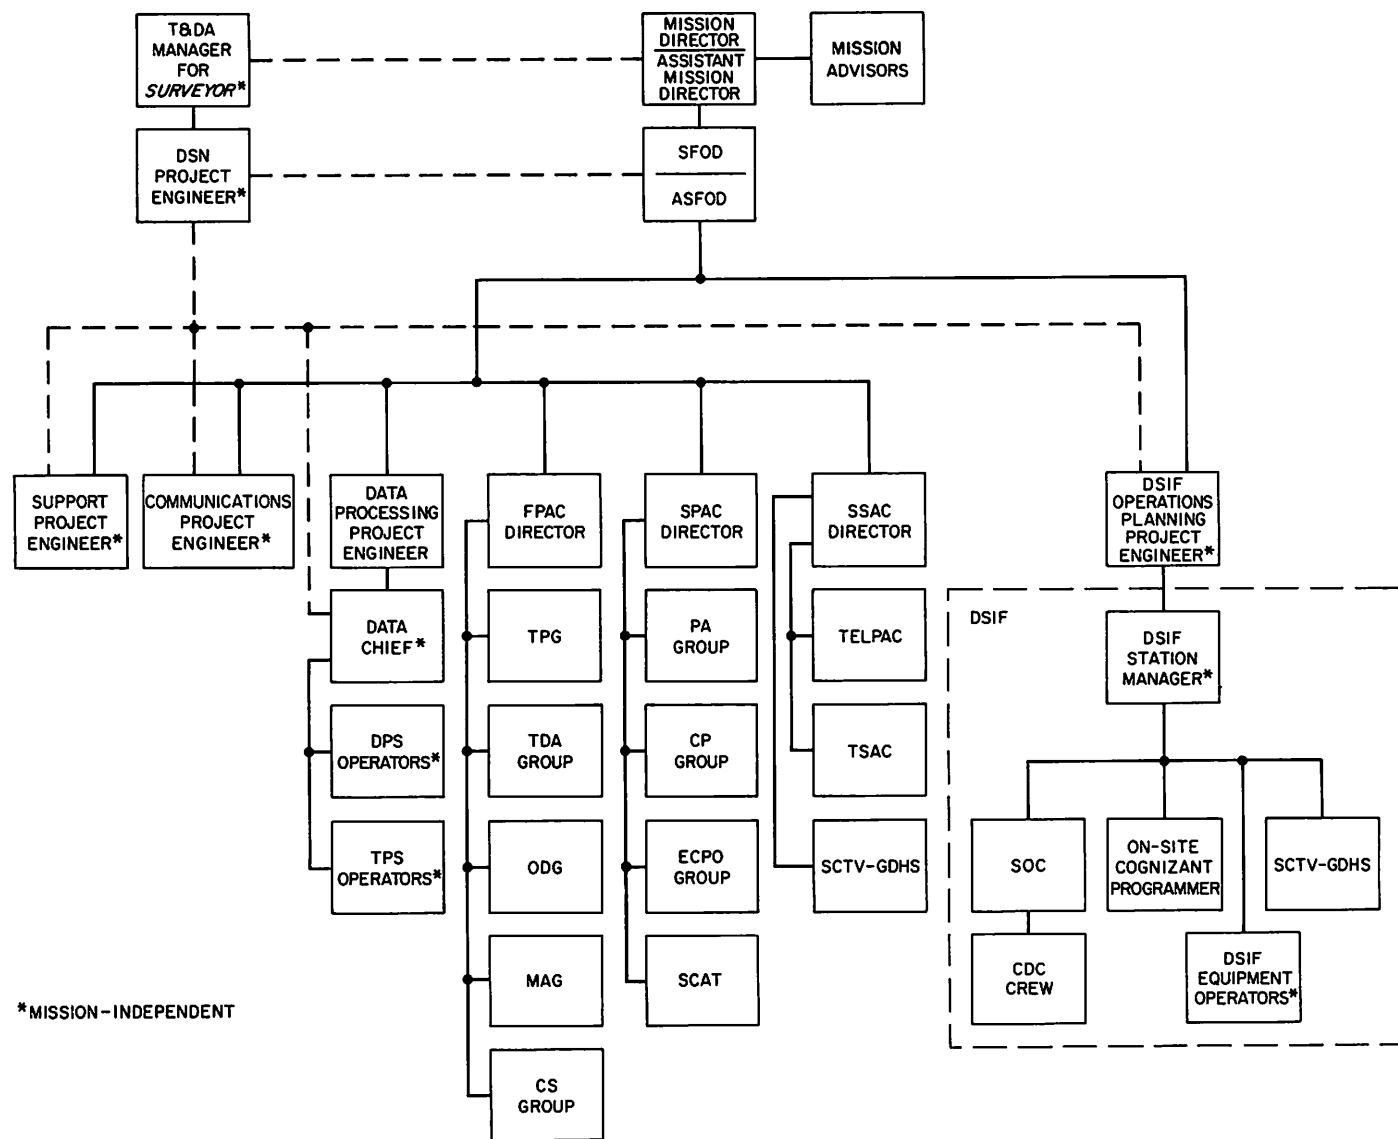 T&DA
MANAGER
FOR
SURVEYOR*
MISSION
DIRECTOR
ASSISTANT
MISSION
DIRECTOR
MISSION
ADVISORS
DSN
PROJECT
ENGINEER*
SFOD
ASFOD
SUPPORT
PROJECT
ENGINEER*
COMMUNICATIONS
PROJECT
ENGINEER*
DATA
PROCESSING
PROJECT
ENGINEER
FPAC
DIRECTOR
SPAC
DIRECTOR
SSAC
DIRECTOR
DSIF
OPERATIONS
PLANNING
PROJECT
ENGINEER*
DATA
CHIEF*
TPG
PA
GROUP
TELPAC
DSIF
DSIF
STATION
MANAGER*
DPS
OPERATORS*
TDA
GROUP
CP
GROUP
TSAC
TPS
OPERATORS*
ODG
ECPO
GROUP
SCTV-GDHS
SOC
ON-SITE
COGNIZANT
PROGRAMMER
SCTV-GDHS
MAG
SCAT
CDC
CREW
DSIF
EQUIPMENT
OPERATORS*
*MISSION-INDEPENDENT
CS
GROUP